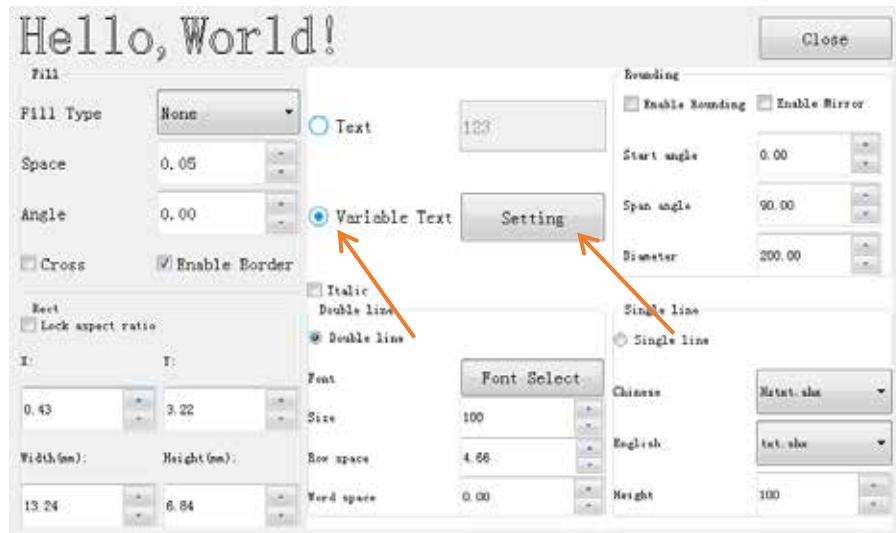 Hello,World!
Close
Fill
Fill Type
None
Space
0.05
Angle
0.00
Cross
Enable Border
Text
123
Variable Text
Setting
Rounding
Enable Rounding
Enable Mirror
Start angle
0.00
Span angle
90.00
Diameter
200.00
Rect
Lock aspect ratio
X:
Y:
0.43
3.22
Width(mm):
Height(mm):
13.24
6.84
Italic
Double line
Double line
Font
Font Select
Size
100
Row space
4.66
Word space
0.00
Single line
Single line
Chinese
English
txt.shx
Height
100